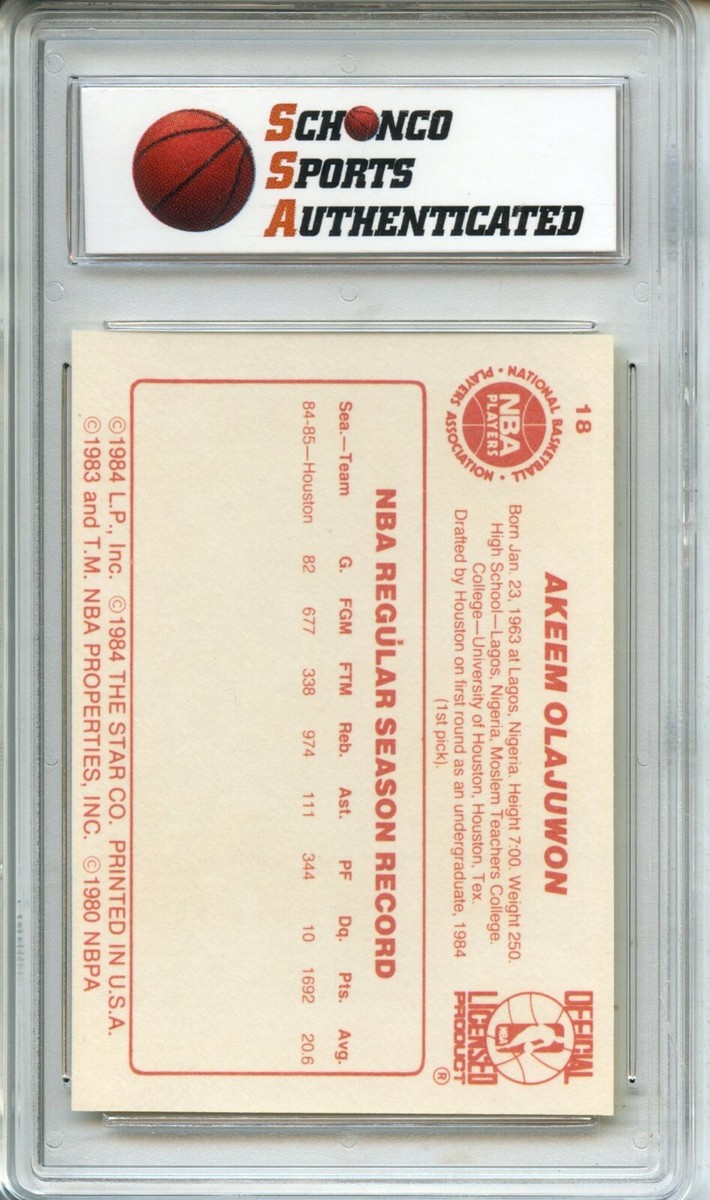 SCHONCO
SPORTS
AUTHENTICATED
18
NATIONAL BASKETBALL PLAYERS ASSOCIATION
NBA
PLAYERS
AKEEM OLAJUWON
Born Jan. 23, 1963 at Lagos, Nigeria. Height 7:00. Weight 250.
High School—Lagos, Nigeria, Moslem Teachers College.
College—University of Houston, Houston, Tex.
Drafted by Houston on first round as an undergraduate, 1984
(1st pick).
OFFICIAL
NBA
LICENSED
PRODUCT
®
NBA REGULAR SEASON RECORD
Sea.—Team G. FGM FTM Reb. Ast. PF Dq. Pts. Avg.
84-85—Houston 82 677 338 974 111 344 10 1692 20.6
©1984 L.P., Inc. ©1984 THE STAR CO. PRINTED IN U.S.A.
©1983 and T.M. NBA PROPERTIES, INC. ©1980 NBPA